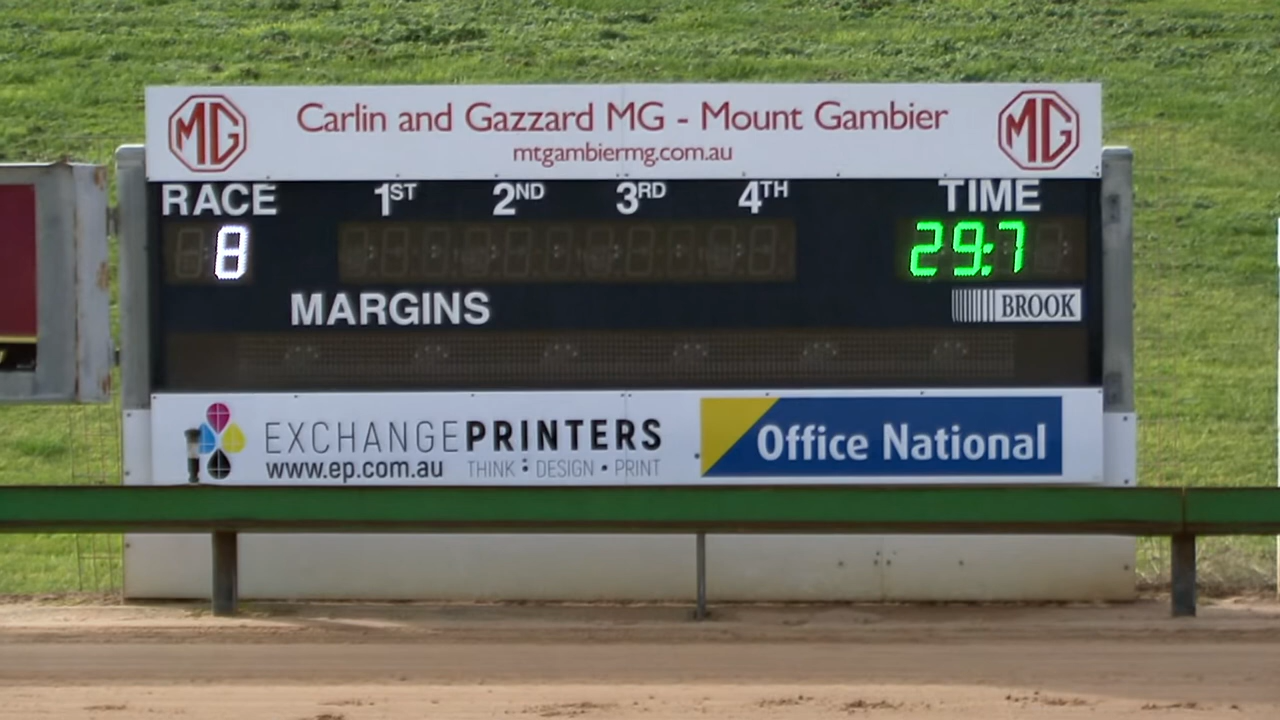 MG Carlin and Gazzard MG - Mount Gambier MG
mtgambiermg.com.au
RACE 1ST 2ND 3RD 4TH TIME
8 29:7
MARGINS BROOK
EXCHANGEPRINTERS Office National
www.ep.com.au THINK : DESIGN • PRINT